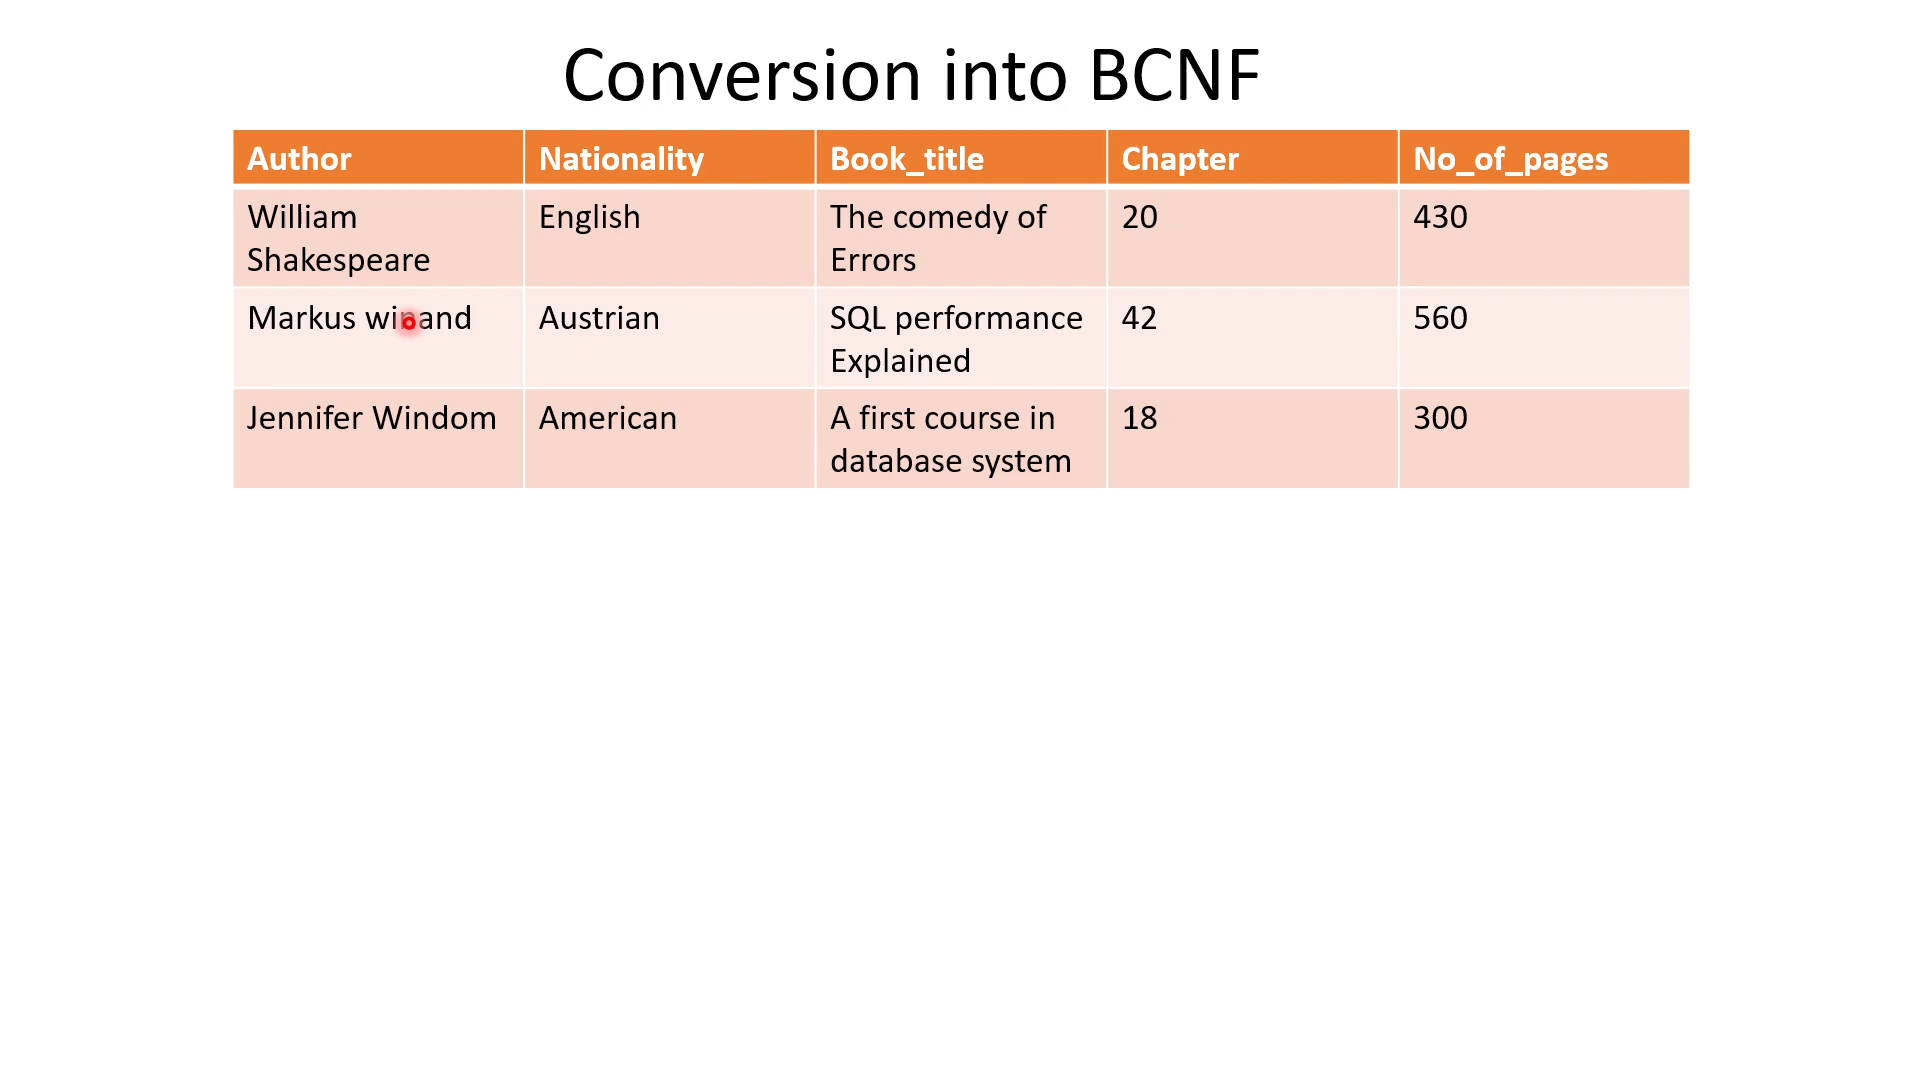 Conversion into BCNF
Author Nationality Book_title Chapter No_of_pages
William Shakespeare English The comedy of Errors 20 430
Markus winand Austrian SQL performance Explained 42 560
Jennifer Windom American A first course in database system 18 300